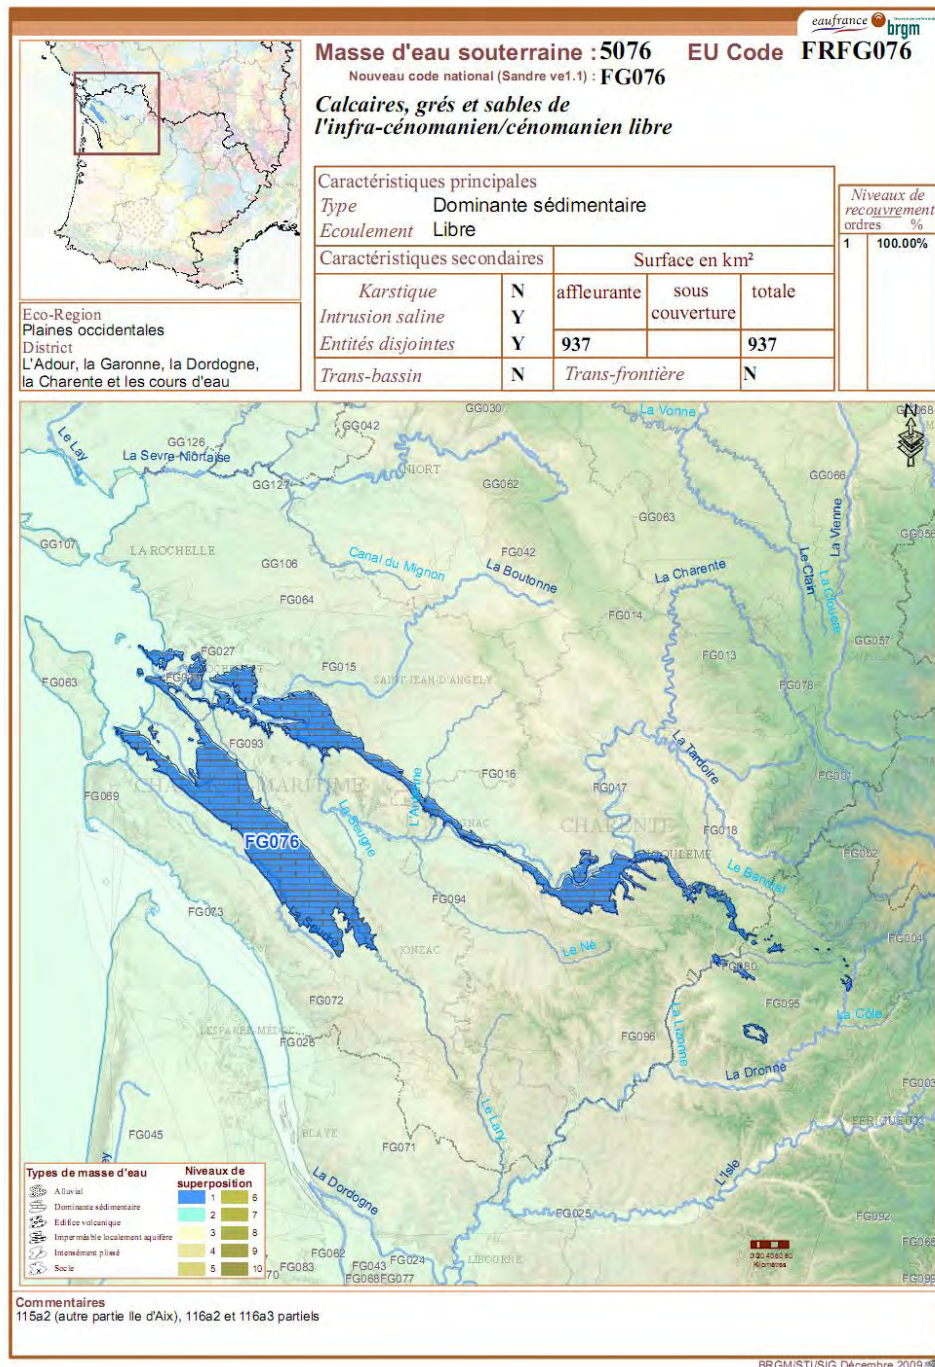 eaufrance
brgm
Masse d'eau souterraine : 5076 EU Code FRFG076
Nouveau code national (Sandre ve1.1) : FG076
Calcaires, grés et sables de
l'infra-cénomanien/cénomanien libre
Caractéristiques principales
Type Dominante sédimentaire
Ecoulement Libre
Caractéristiques secondaires Surface en km²
Karstique N affleurante sous couverture totale
Intrusion saline Y
Entités disjointes Y 937 937
Trans-bassin N Trans-frontière N
Niveaux de
recouvrement
ordres %
1 100.00%
Eco-Region
Plaines occidentales
District
L'Adour, la Garonne, la Dordogne,
la Charente et les cours d'eau
GG030
La Vonne
N
GG042
Le Lay
GG126
La Sevre-Niortaise
NIORT
GG127
GG062
GG066
La Vienne
GG063
GG107
LA ROCHELLE
GG106
Canal du Mignon
FG042
La Boutonne
Le Clain
La Clouere
La Charente
FG064
FG014
GG057
FG027
FG013
FG015
SAINT-JEAN-D'ANGELY
FG063
FG078
FG093
La Tardoire
FG016
FG001
FG069
FG017
CHARENTE
La Seugne
FG018
FG076
FG002
Le Bandiat
FG094
FG073
FG004
Le Né
JONZAC
FG080
FG072
FG095
La Côle
LESPARRE-MEDOC
FG026
FG096
La Lizonne
La Dronne
FG003
Le Lary
PERIGUEUX
FG045
BLAYE
FG071
L'Isle
La Dordogne
FG025
FG092
FG062
FG024
LIBOURNE
FG083
FG043
FG068 FG077
Types de masse d'eau
Alluvial
Dominante sédimentaire
Edifice volcanique
Imperméable localement aquifère
Intensément plissé
Socle
Niveaux de
superposition
1 6
2 7
3 8
4 9
5 10
Kilomètres
Commentaires
115a2 (autre partie Ile d'Aix), 116a2 et 116a3 partiels
BRGM/STI/SIG Décembre 2009